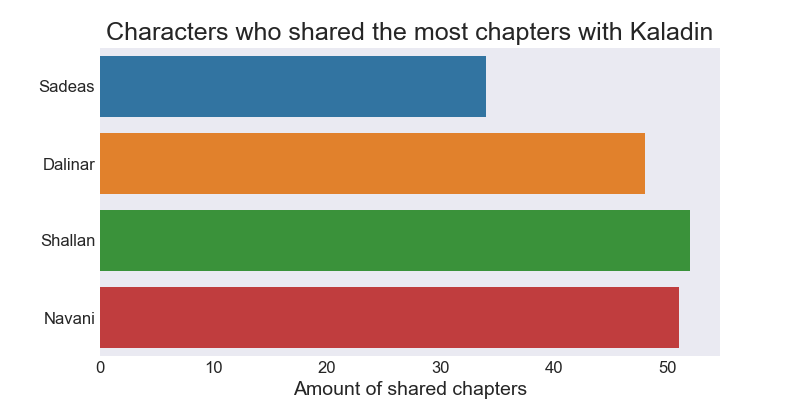 Characters who shared the most chapters with Kaladin
Sadeas
Dalinar
Shallan
Navani
0 10 20 30 40 50
Amount of shared chapters